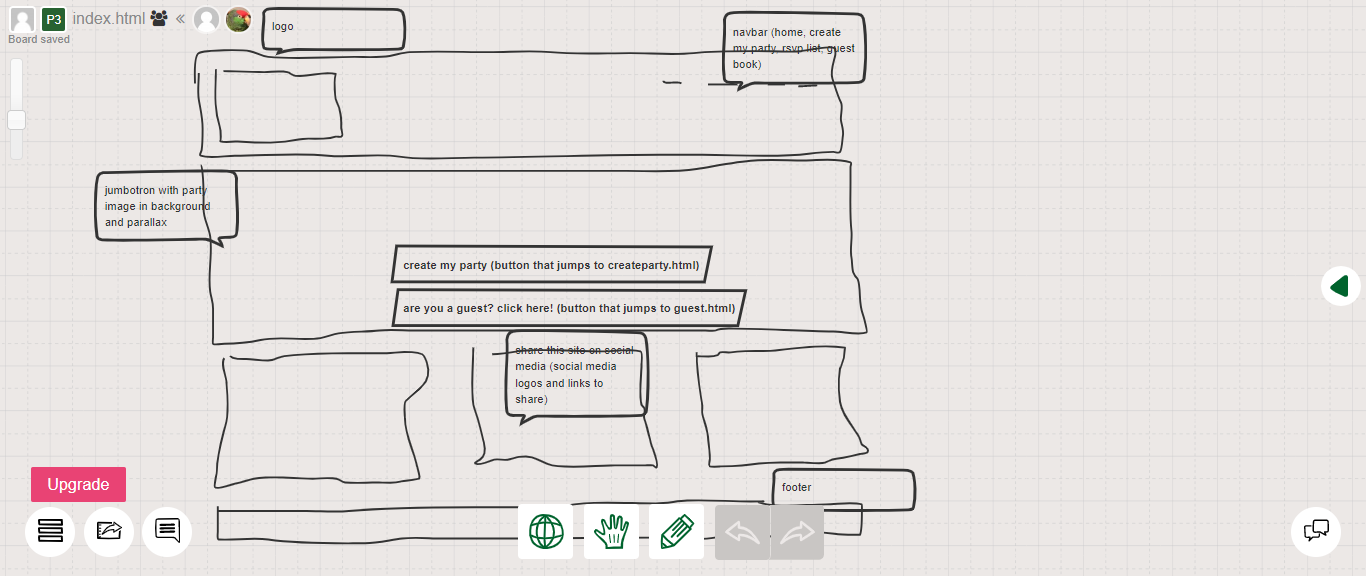 P3 index.html
Board saved
logo
navbar (home, create
my party, rsvp list, guest
book)
jumbotron with party
image in background
and parallax
create my party (button that jumps to createparty.html)
are you a guest? click here! (button that jumps to guest.html)
share this site on social
media (social media
logos and links to
share)
footer
Upgrade